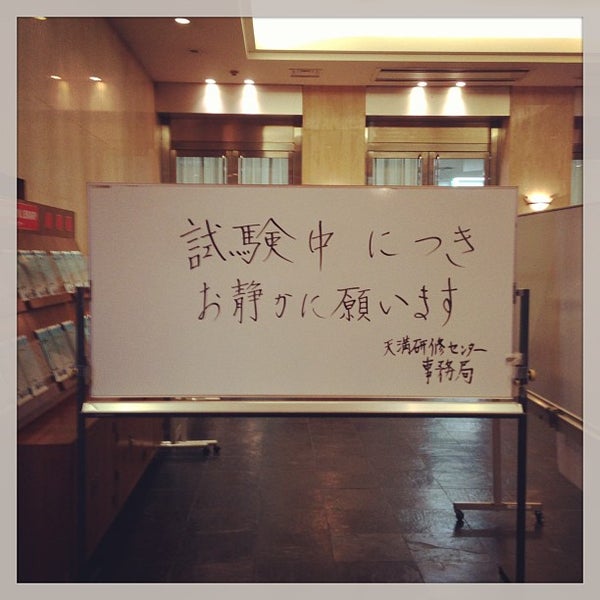 試験中につき
お静かに願います
天満研修センター
事務局